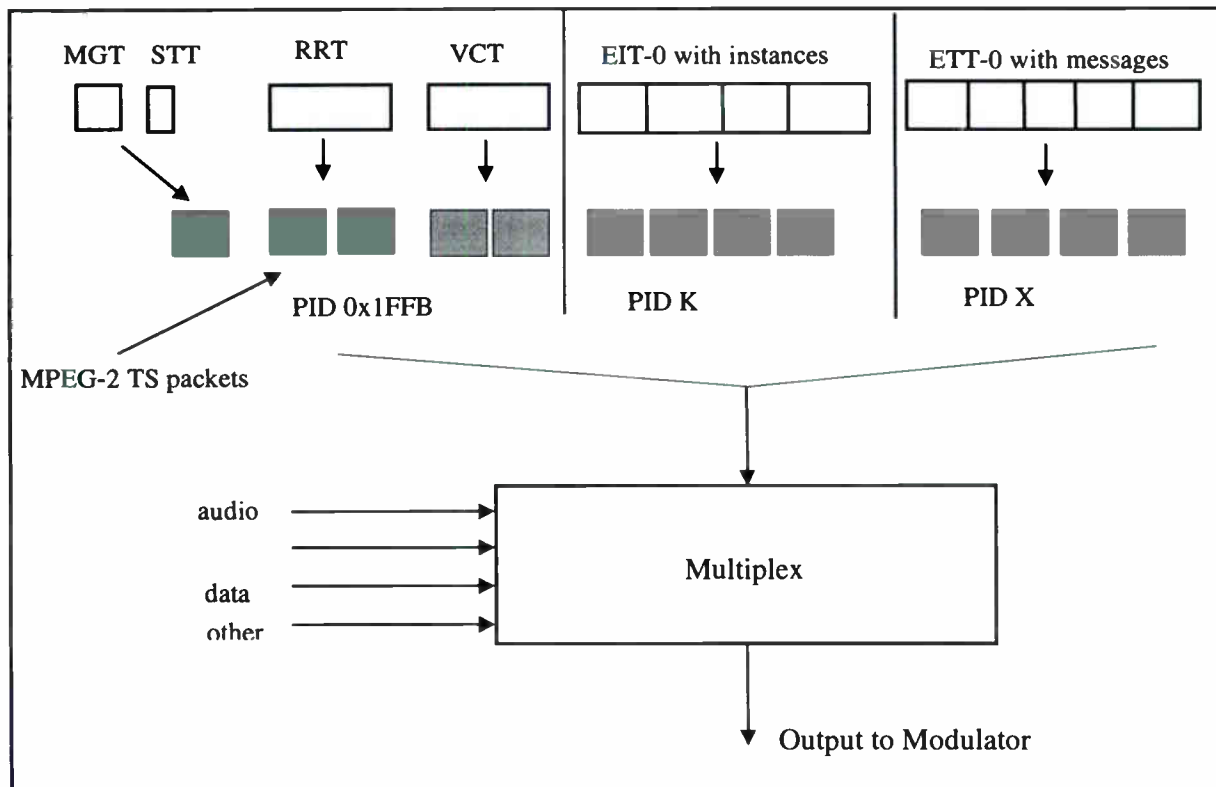 MGT STT RRT VCT EIT-0 with instances ETT-0 with messages
PID 0x1FFB PID K PID X
MPEG-2 TS packets
audio
data
other
Multiplex
Output to Modulator